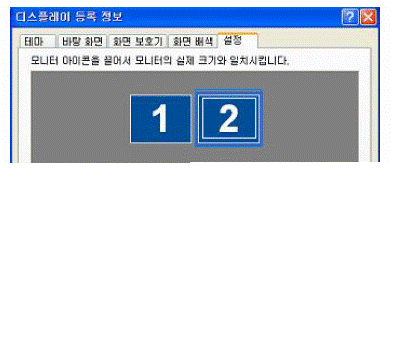 디스플레이 등록 정보
테마 바탕 화면 화면 보호기 화면 배색 설정
모니터 아이콘을 끌어서 모니터의 실제 크기와 일치시킵니다.
1 2